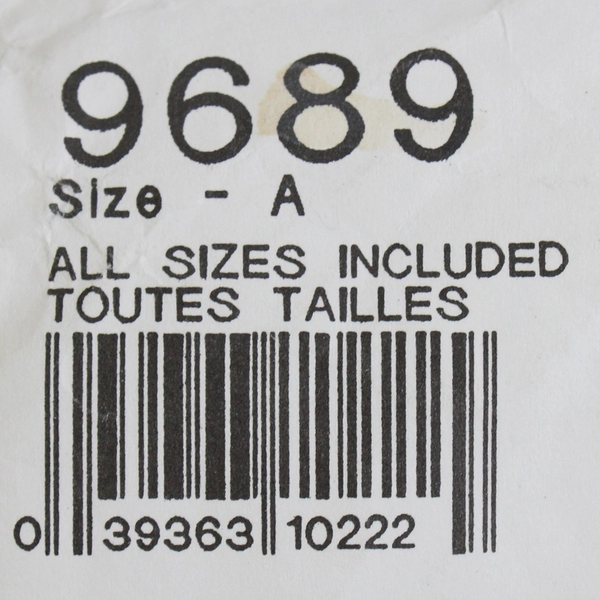 9689
Size - A
ALL SIZES INCLUDED
TOUTES TAILLES
0 39363 10222